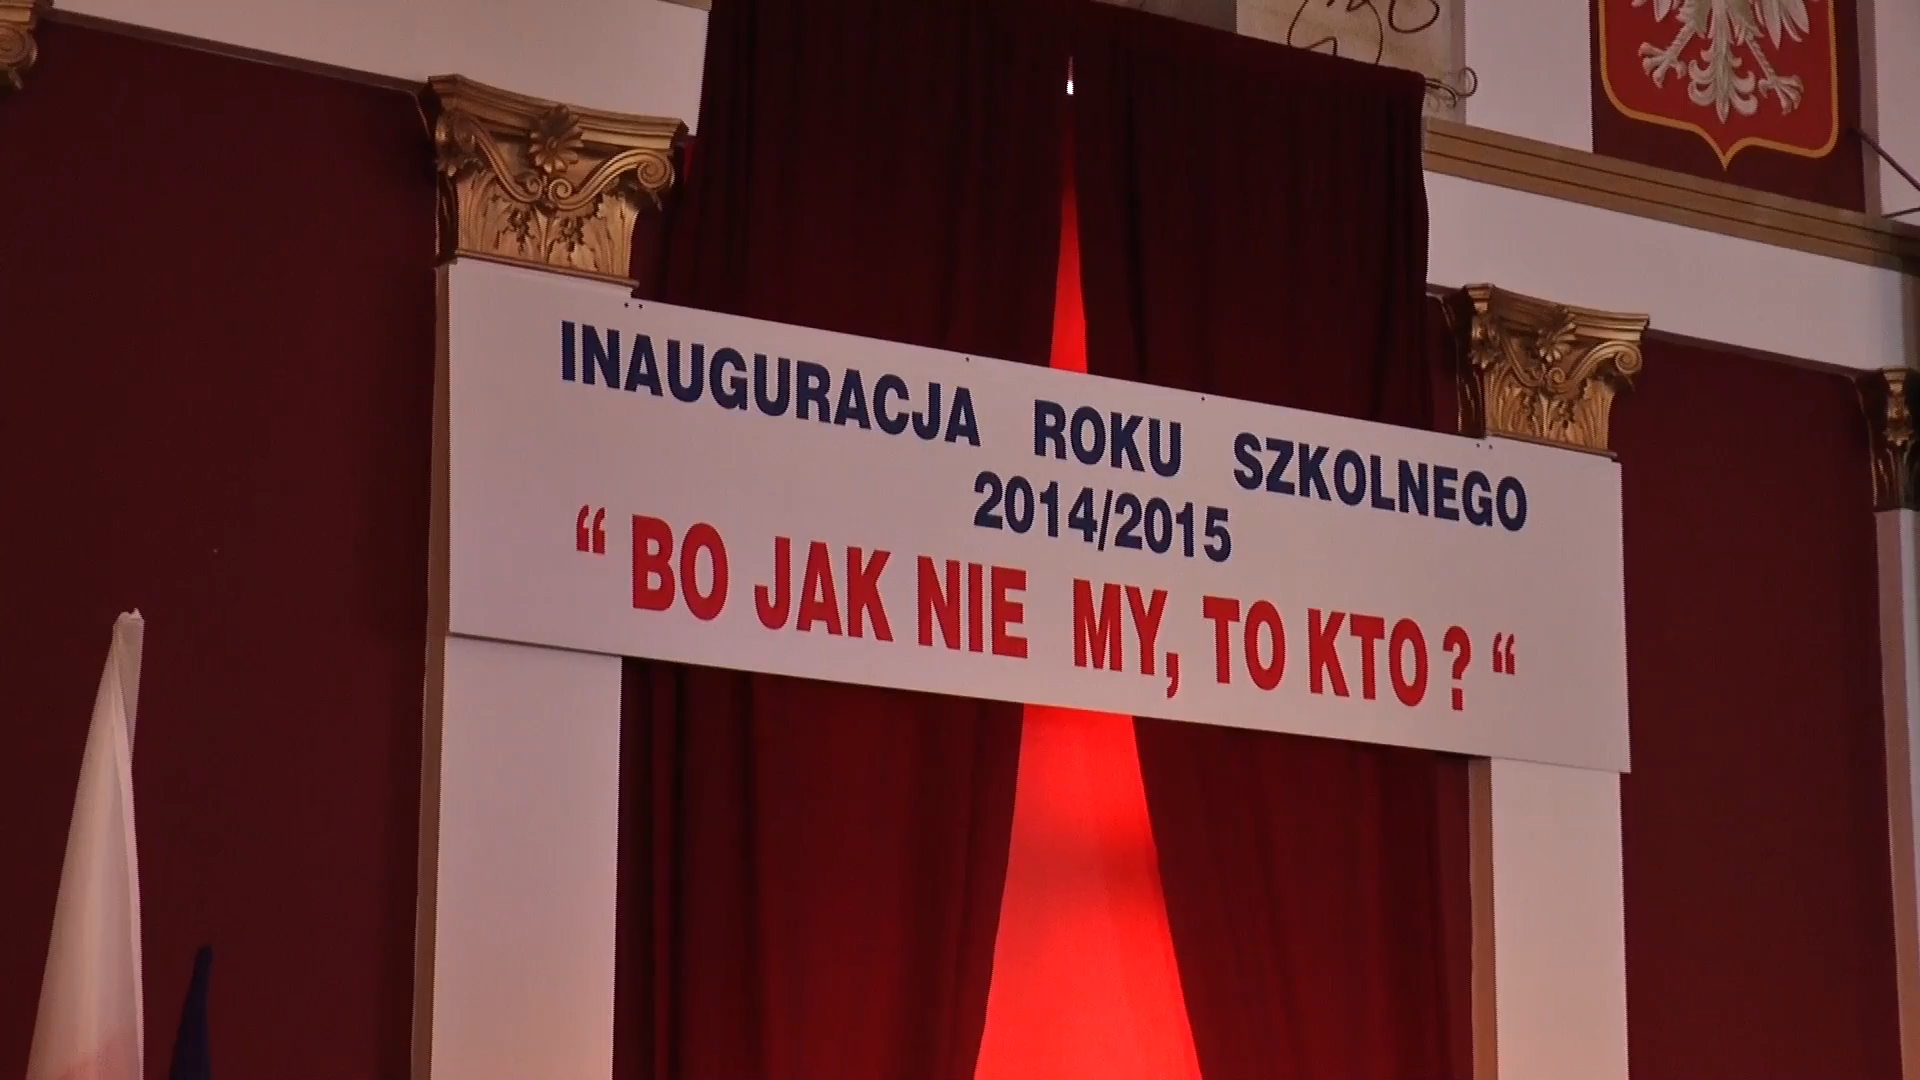 INAUGURACJA ROKU SZKOLNEGO
2014/2015
“ BO JAK NIE MY, TO KTO ? “